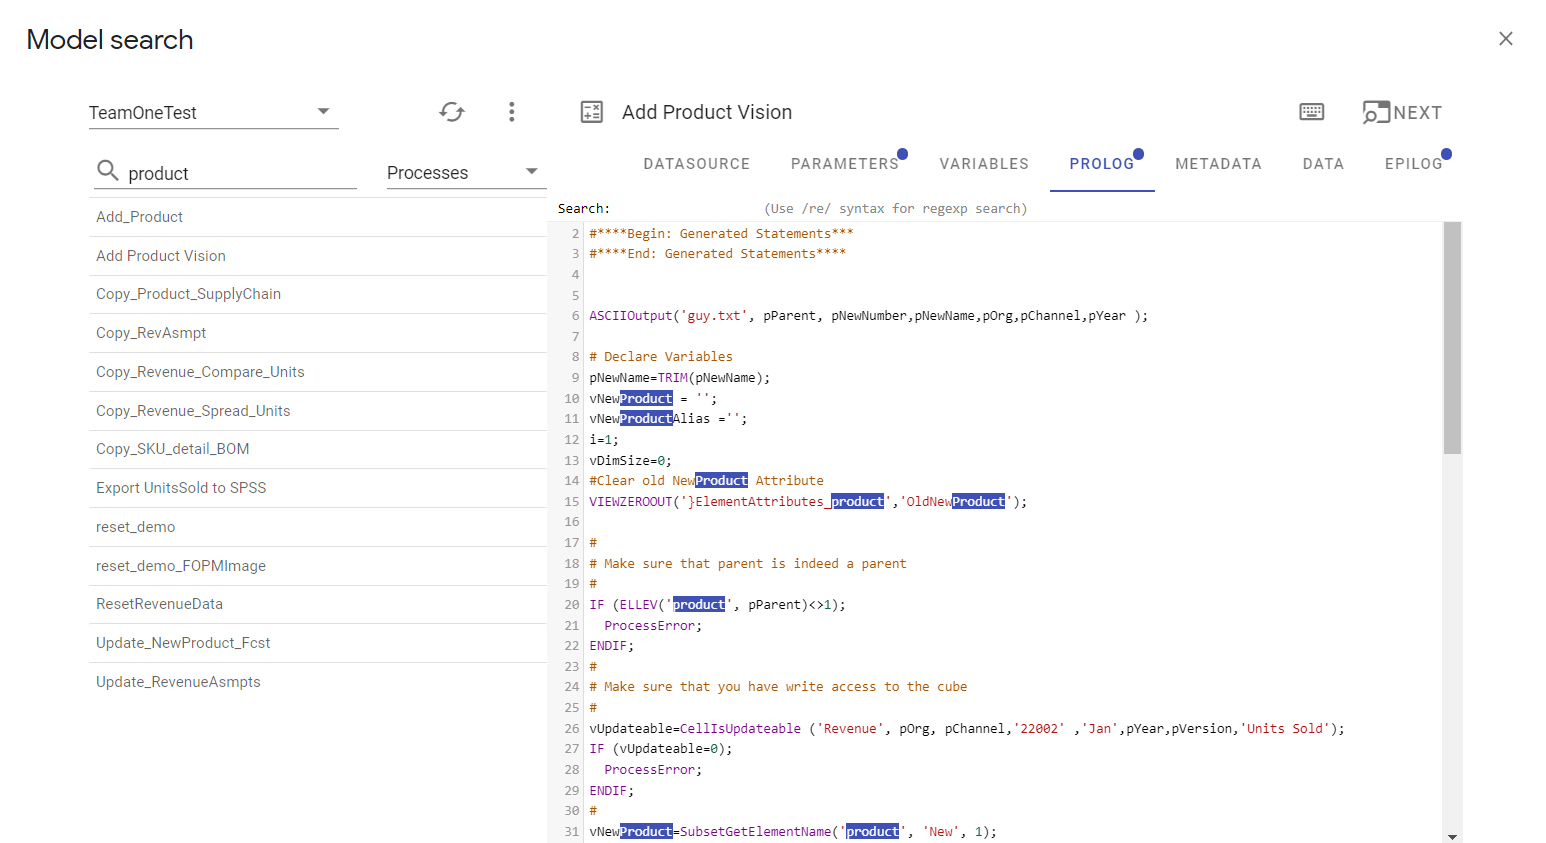 Model search
TeamOneTest
product
Processes
Add_Product
Add Product Vision
Copy_Product_SupplyChain
Copy_RevAsmpt
Copy_Revenue_Compare_Units
Copy_Revenue_Spread_Units
Copy_SKU_detail_BOM
Export UnitsSold to SPSS
reset_demo
reset_demo_FOPMImage
ResetRevenueData
Update_NewProduct_Fcst
Update_RevenueAsmpts
Add Product Vision
NEXT
DATASOURCE PARAMETERS VARIABLES PROLOG METADATA DATA EPILOG
Search: (Use /re/ syntax for regexp search)
2 #****Begin: Generated Statements***
3 #****End: Generated Statements****
4
5
6 ASCIIOutput('guy.txt', pParent, pNewNumber,pNewName,pOrg,pChannel,pYear );
7
8 # Declare Variables
9 pNewName=TRIM(pNewName);
10 vNewProduct = '';
11 vNewProductAlias ='';
12 i=1;
13 vDimSize=0;
14 #Clear old NewProduct Attribute
15 VIEWZEROOUT('}ElementAttributes_product','OldNewProduct');
16
17 #
18 # Make sure that parent is indeed a parent
19 #
20 IF (ELLEV('product', pParent)<>1);
21 ProcessError;
22 ENDIF;
23 #
24 # Make sure that you have write access to the cube
25 #
26 vUpdateable=CellIsUpdateable ('Revenue', pOrg, pChannel,'22002' ,'Jan',pYear,pVersion,'Units Sold');
27 IF (vUpdateable=0);
28 ProcessError;
29 ENDIF;
30 #
31 vNewProduct=SubsetGetElementName('product', 'New', 1);